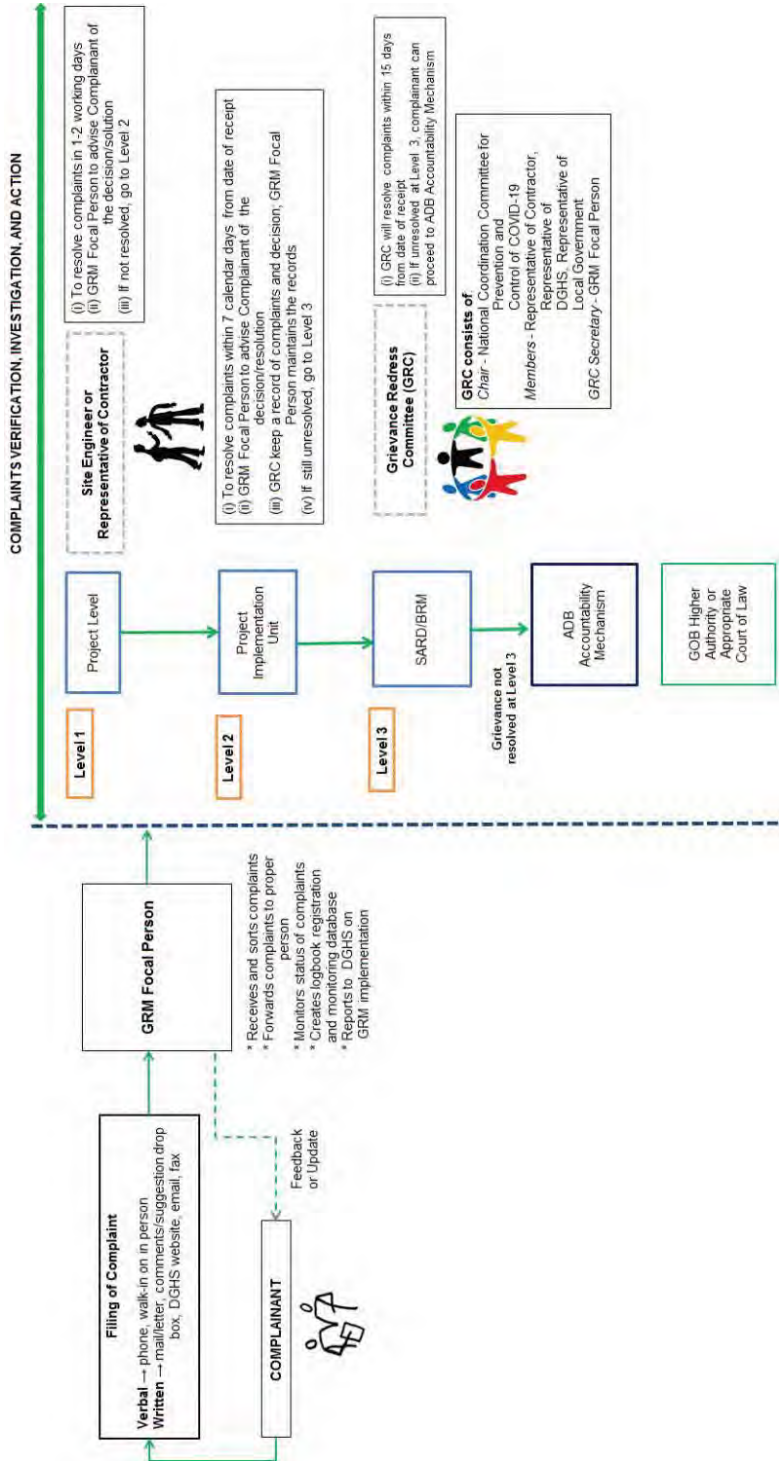 COMPLAINTS VERIFICATION, INVESTIGATION, AND ACTION
Filing of Complaint
Verbal → phone, walk-in on in person
Written → mail/letter, comments/suggestion drop
box, DGHS website, email, fax
COMPLAINANT
Feedback
or Update
GRM Focal Person
* Receives and sorts complaints
* Forwards complaints to proper
person
* Monitors status of complaints
* Creates logbook registration
and monitoring database
* Reports to DGHS on
GRM implementation
Level 1
Project Level
Site Engineer or
Representative of Contractor
(i) To resolve complaints in 1-2 working days
(ii) GRM Focal Person to advise Complainant of
the decision/solution
(iii) If not resolved, go to Level 2
Level 2
Project
Implementation
Unit
(i) To resolve complaints within 7 calendar days from date of receipt
(ii) GRM Focal Person to advise Complainant of the
decision/resolution
(iii) GRC keep a record of complaints and decision; GRM Focal
Person maintains the records
(iv) If still unresolved, go to Level 3
Level 3
SARD/BRM
Grievance Redress
Committee (GRC)
(i) GRC will resolve complaints within 15 days
from date of receipt
(ii) If unresolved at Level 3, complainant can
proceed to ADB Accountability Mechanism
GRC consists of
Chair - National Coordination Committee for
Prevention and
Control of COVID-19
Members - Representative of Contractor,
Representative of
DGHS, Representative of
Local Government
GRC Secretary - GRM Focal Person
Grievance not
resolved at Level 3
ADB
Accountability
Mechanism
GOB Higher
Authority or
Appropriate
Court of Law